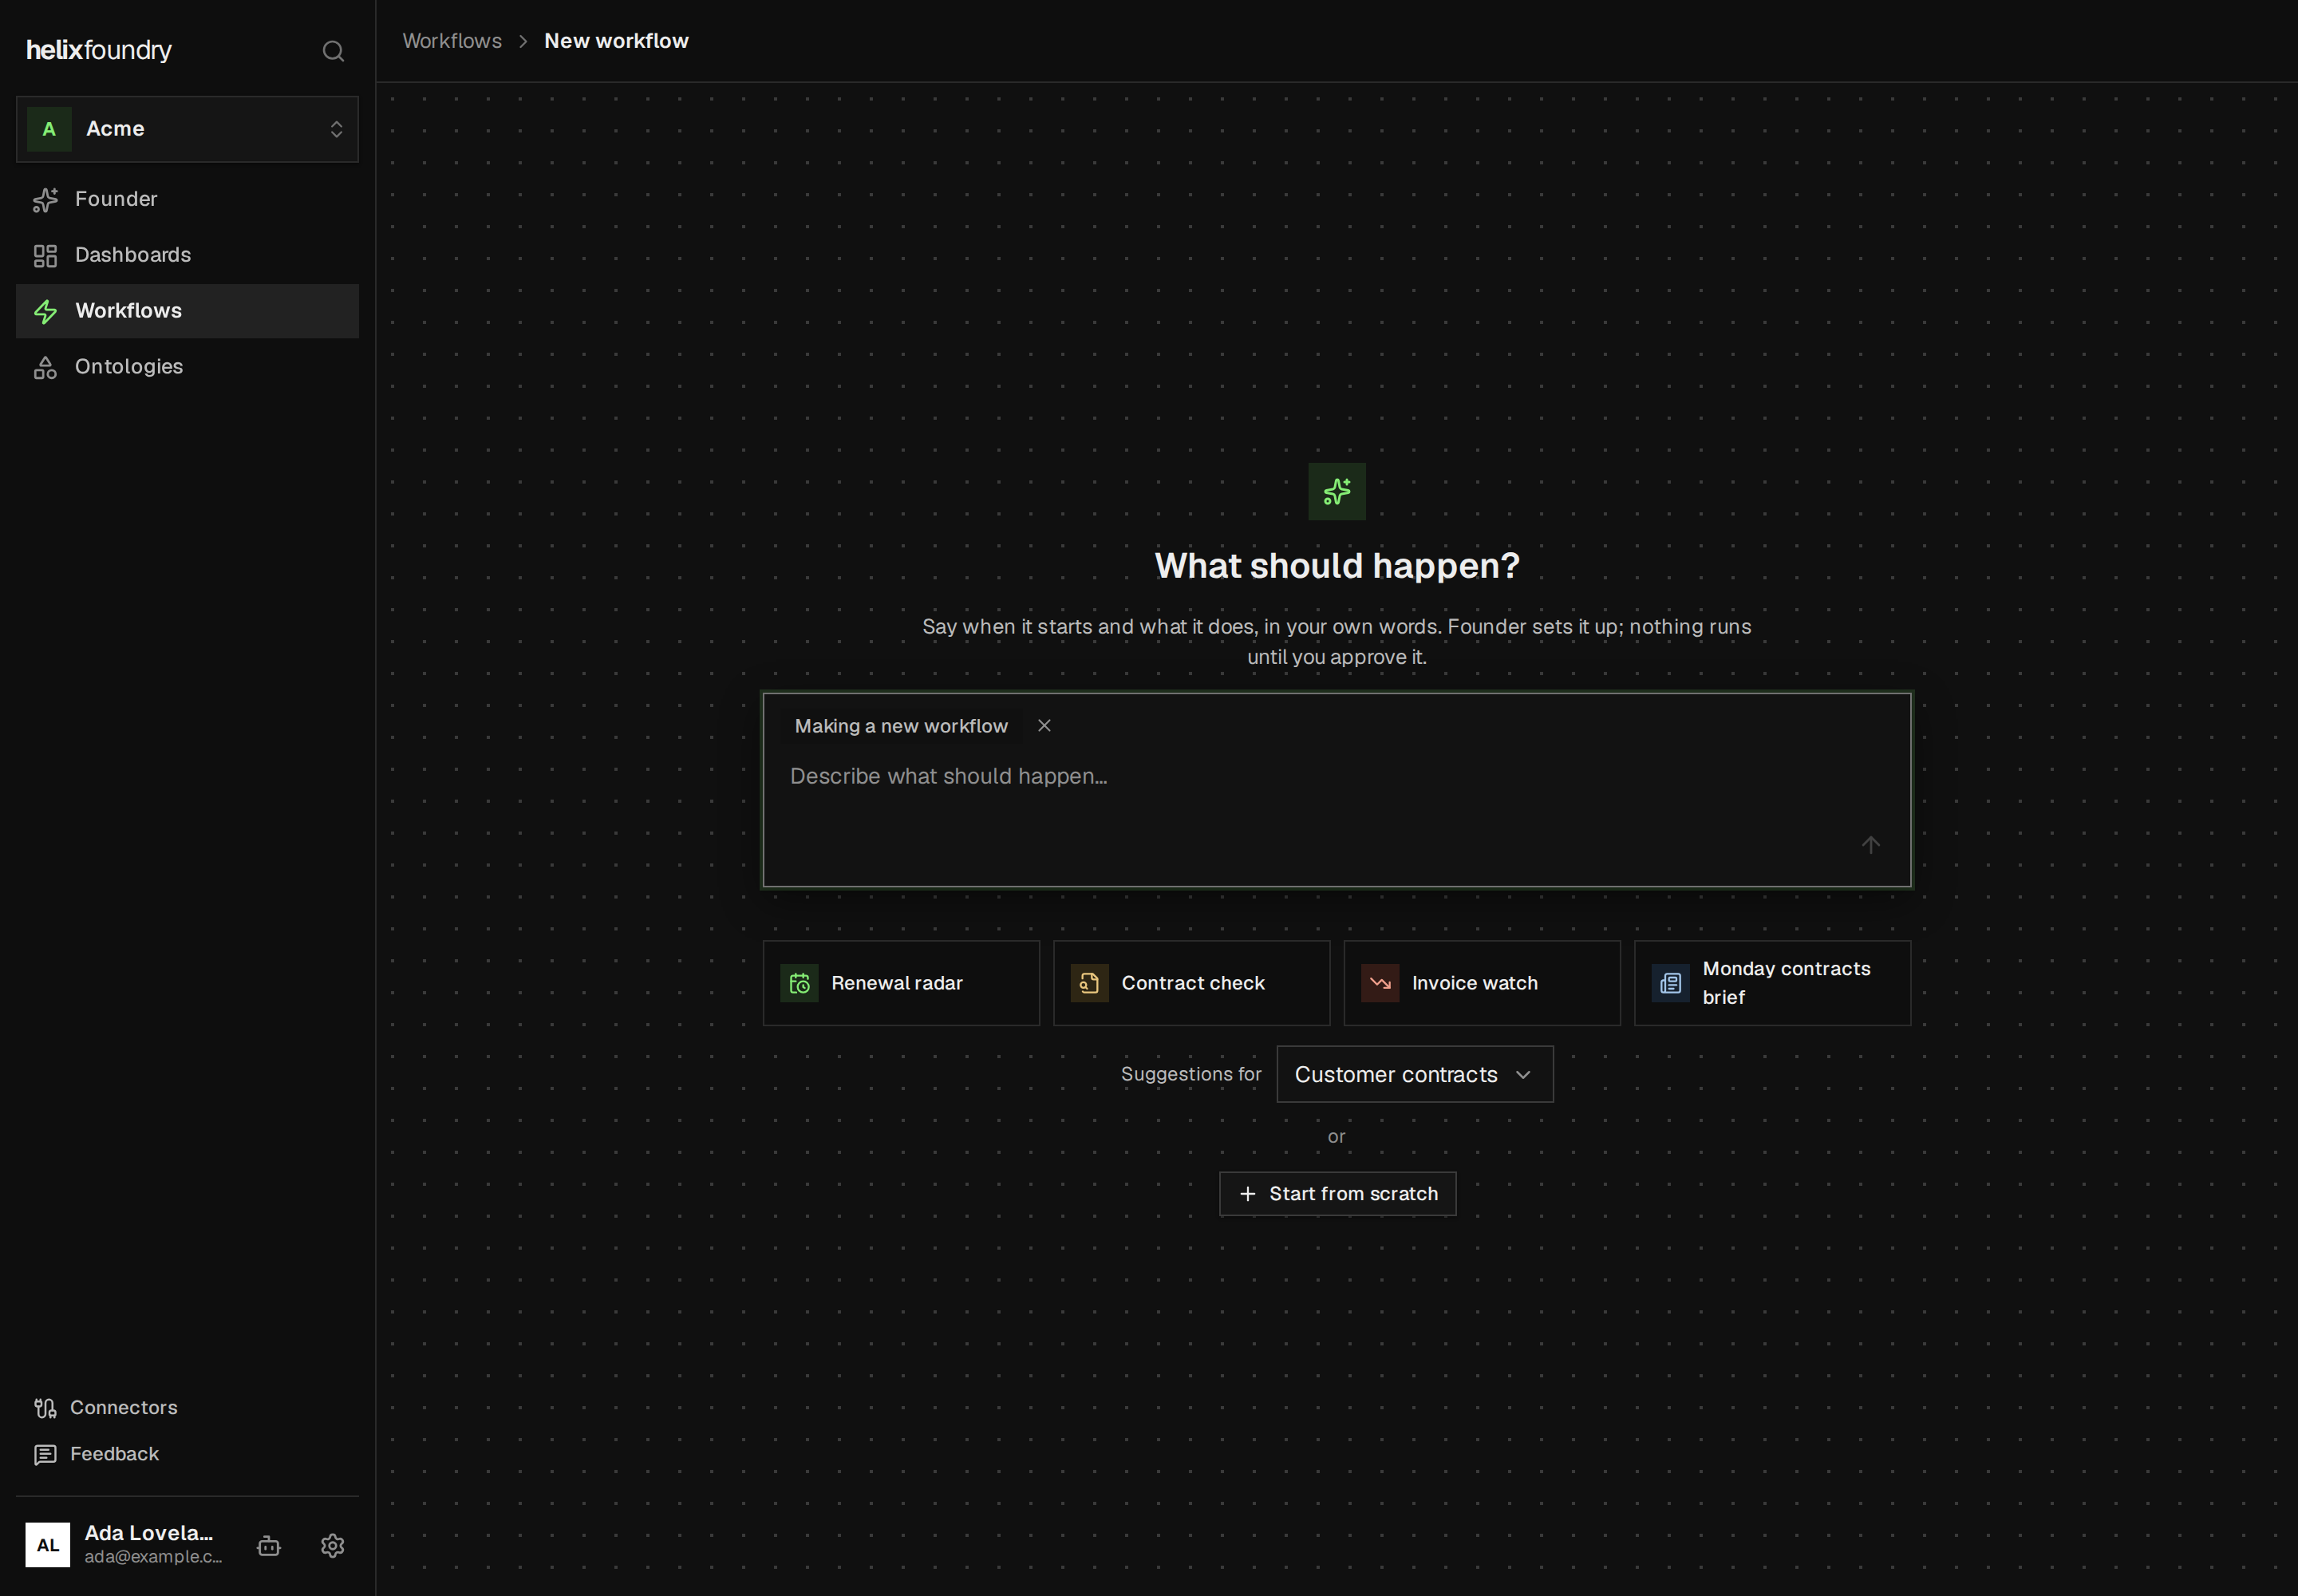 helixfoundry
A
Acme
Founder
Dashboards
Workflows
Ontologies
Connectors
Feedback
AL
Ada Lovela...
ada@example.c...
Workflows
New workflow
What should happen?
Say when it starts and what it does, in your own words. Founder sets it up; nothing runs
until you approve it.
Making a new workflow
Describe what should happen...
Renewal radar
Contract check
Invoice watch
Monday contracts
brief
Suggestions for
Customer contracts
or
Start from scratch